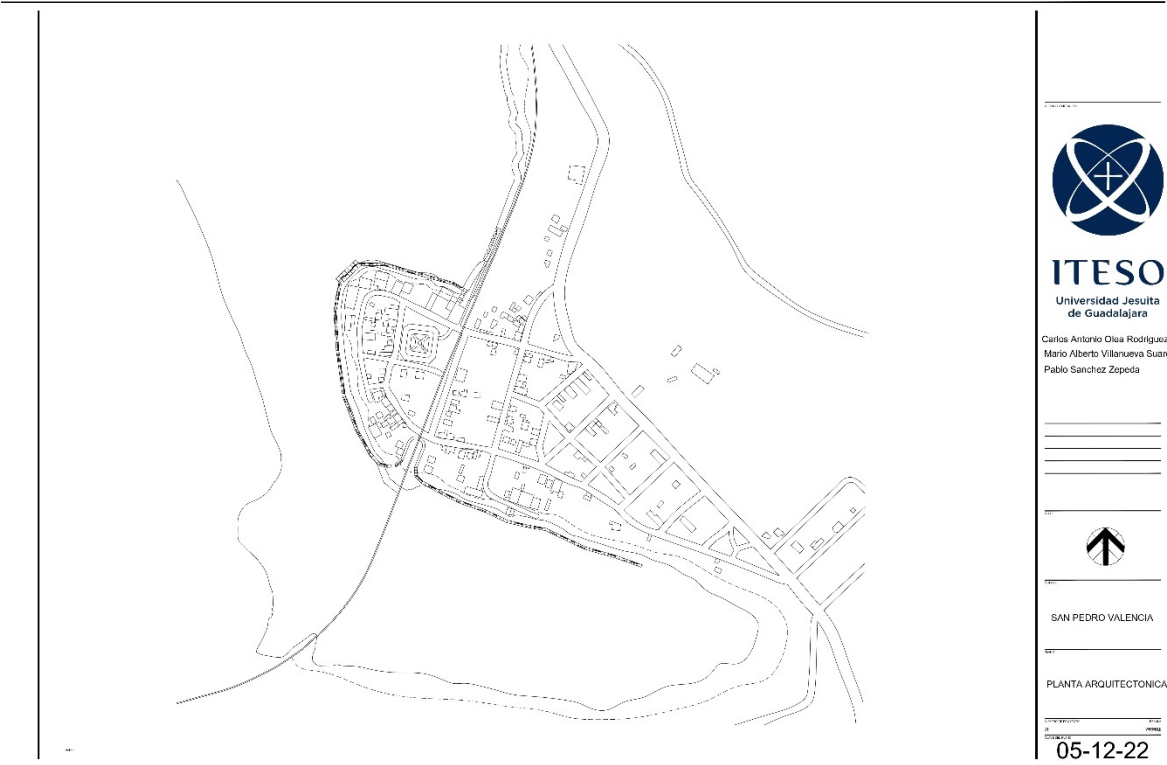 ITESO
Universidad Jesuita
de Guadalajara
Carlos Antonio Olea Rodriguez
Mario Alberto Villanueva Suar
Pablo Sanchez Zepeda
SAN PEDRO VALENCIA
PLANTA ARQUITECTONICA
05-12-22